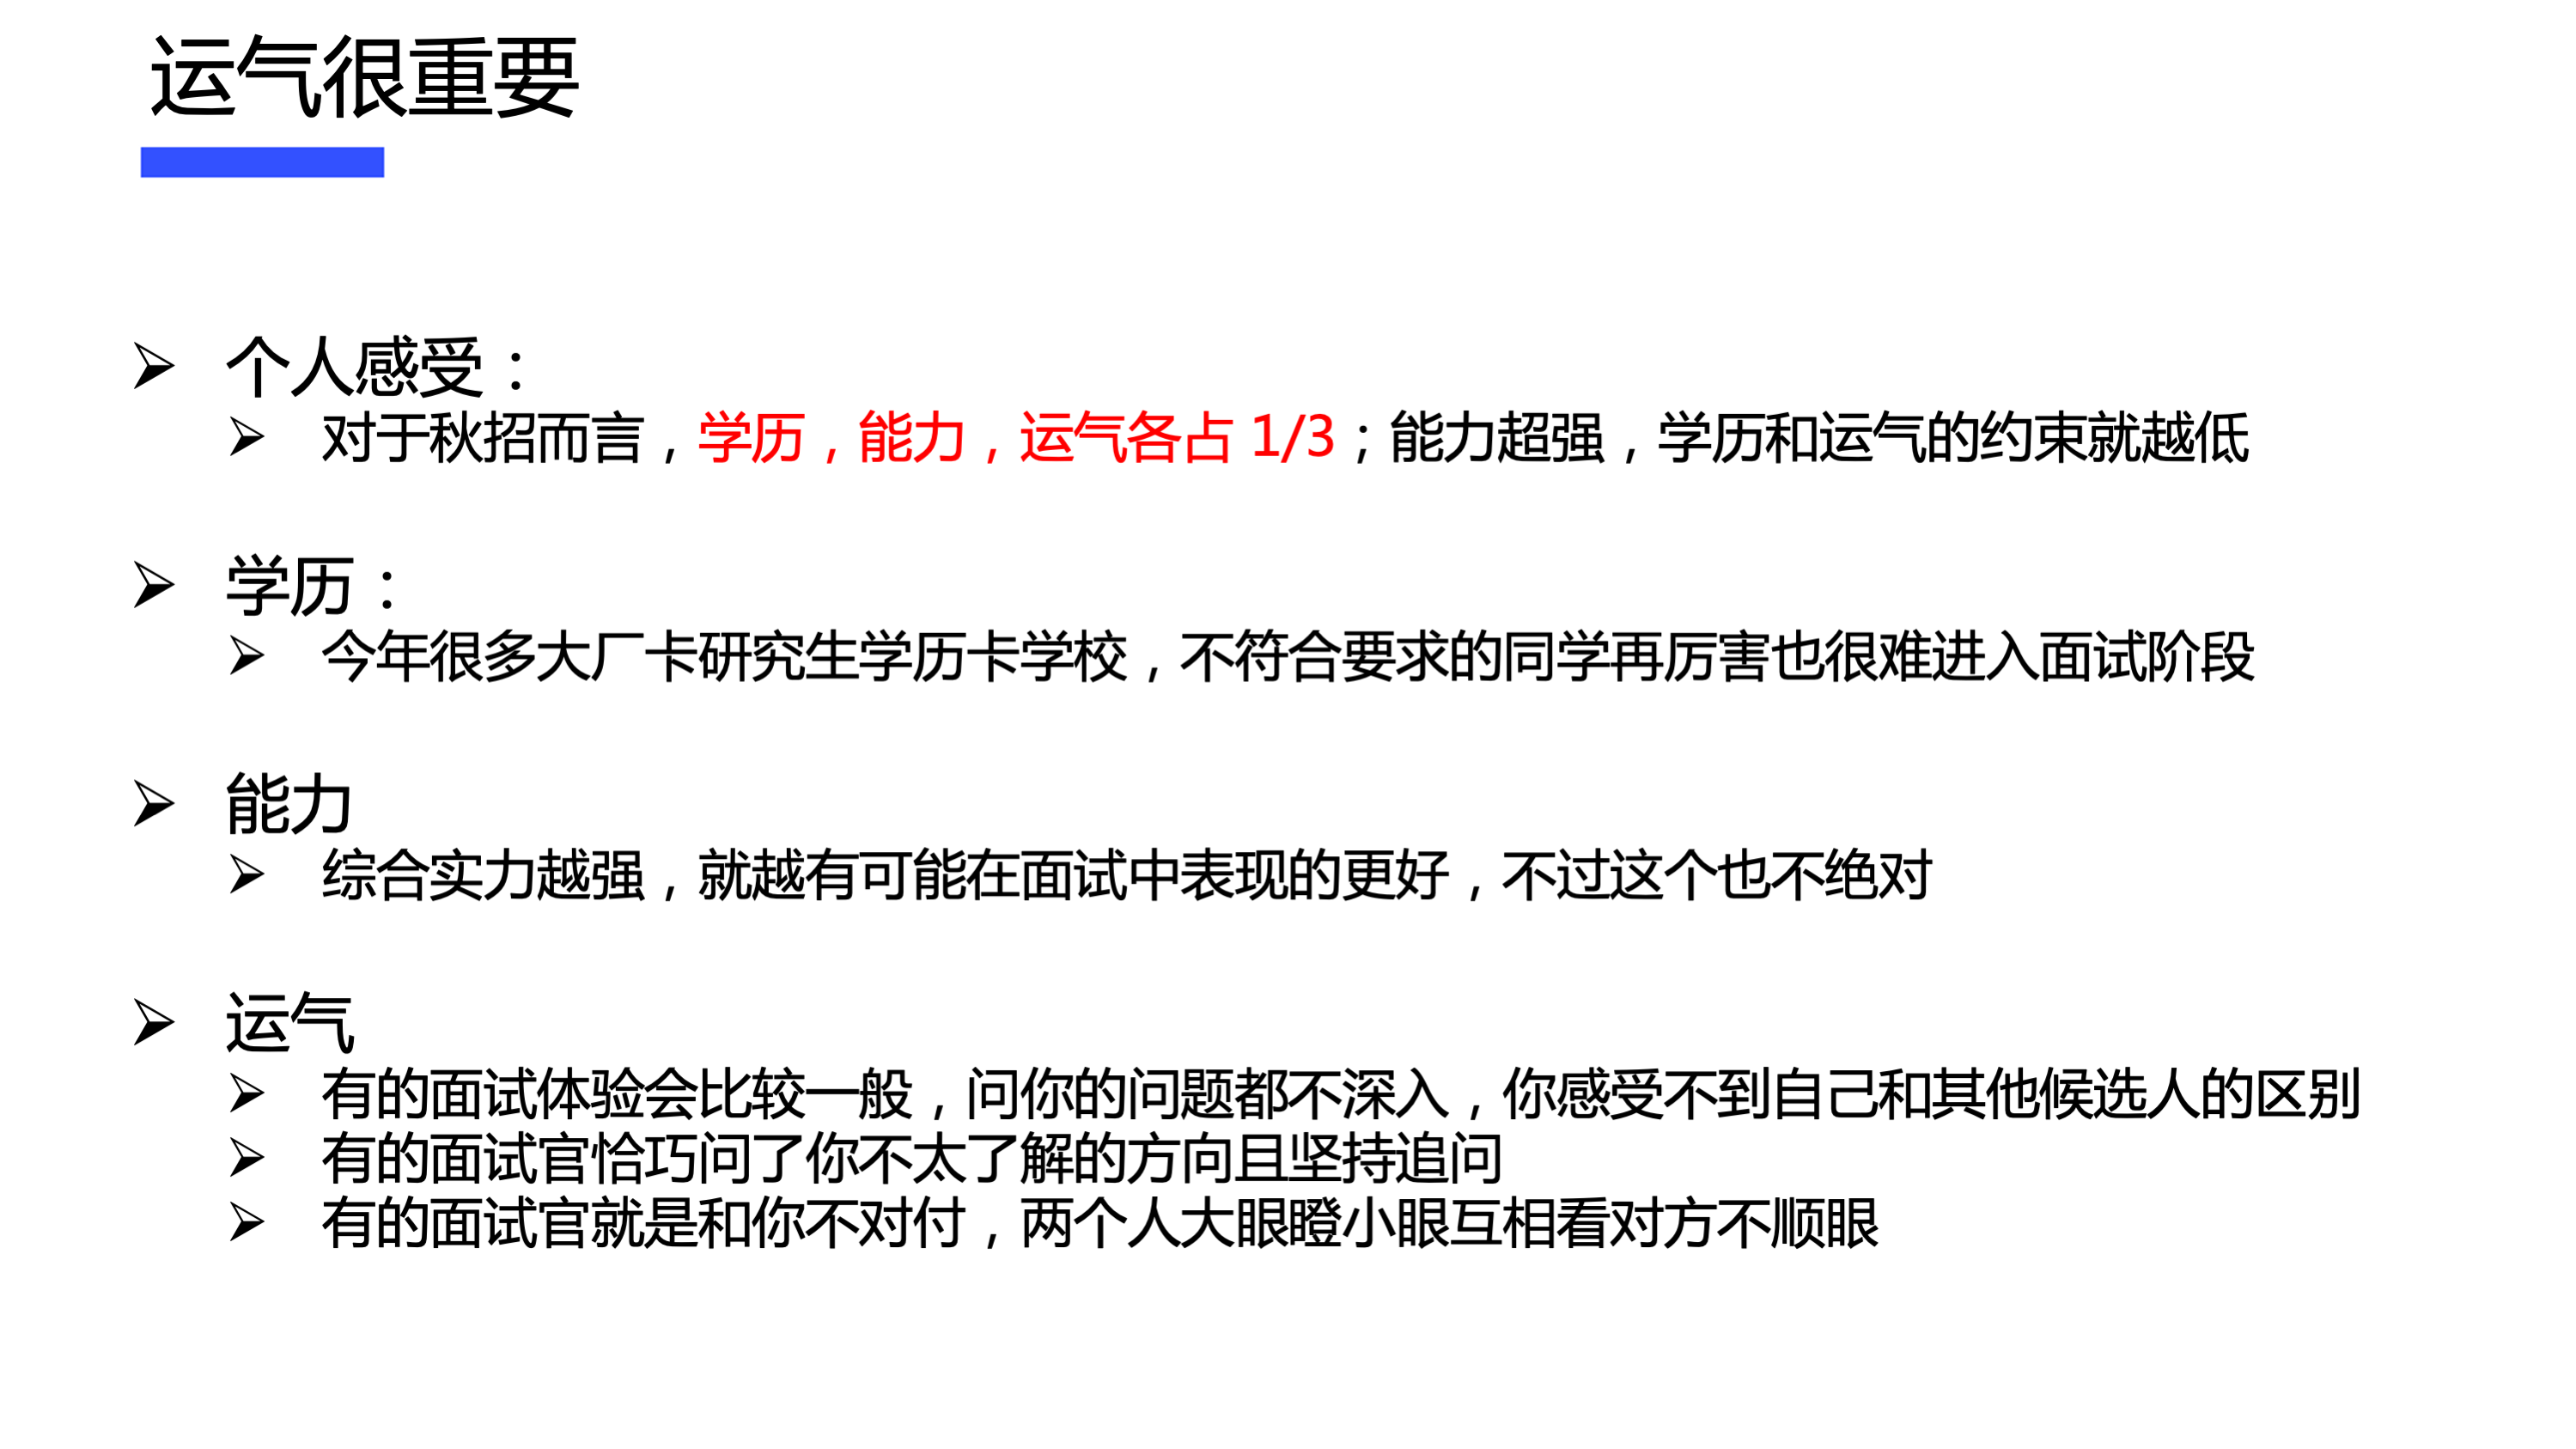 运气很重要
个人感受：
对于秋招而言，学历，能力，运气各占 1/3；能力超强，学历和运气的约束就越低
学历：
今年很多大厂卡研究生学历卡学校，不符合要求的同学再厉害也很难进入面试阶段
能力
综合实力越强，就越有可能在面试中表现的更好，不过这个也不绝对
运气
有的面试体验会比较一般，问你的问题都不深入，你感受不到自己和其他候选人的区别
有的面试官恰巧问了你不太了解的方向且坚持追问
有的面试官就是和你不对付，两个人大眼瞪小眼互相看对方不顺眼